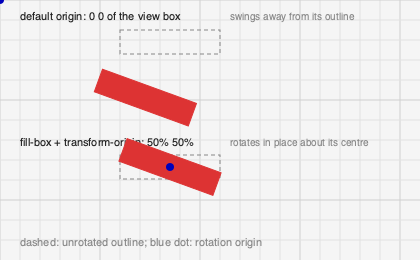 default origin: 0 0 of the view box
swings away from its outline
fill-box + transform-origin: 50% 50%
rotates in place about its centre
dashed: unrotated outline; blue dot: rotation origin